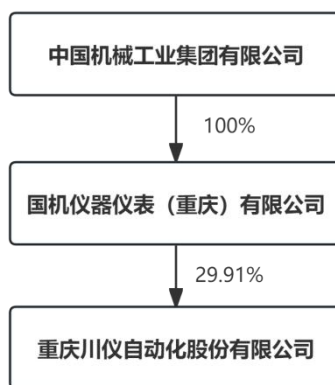 中国机械工业集团有限公司
100%
国机仪器仪表（重庆）有限公司
29.91%
重庆川仪自动化股份有限公司